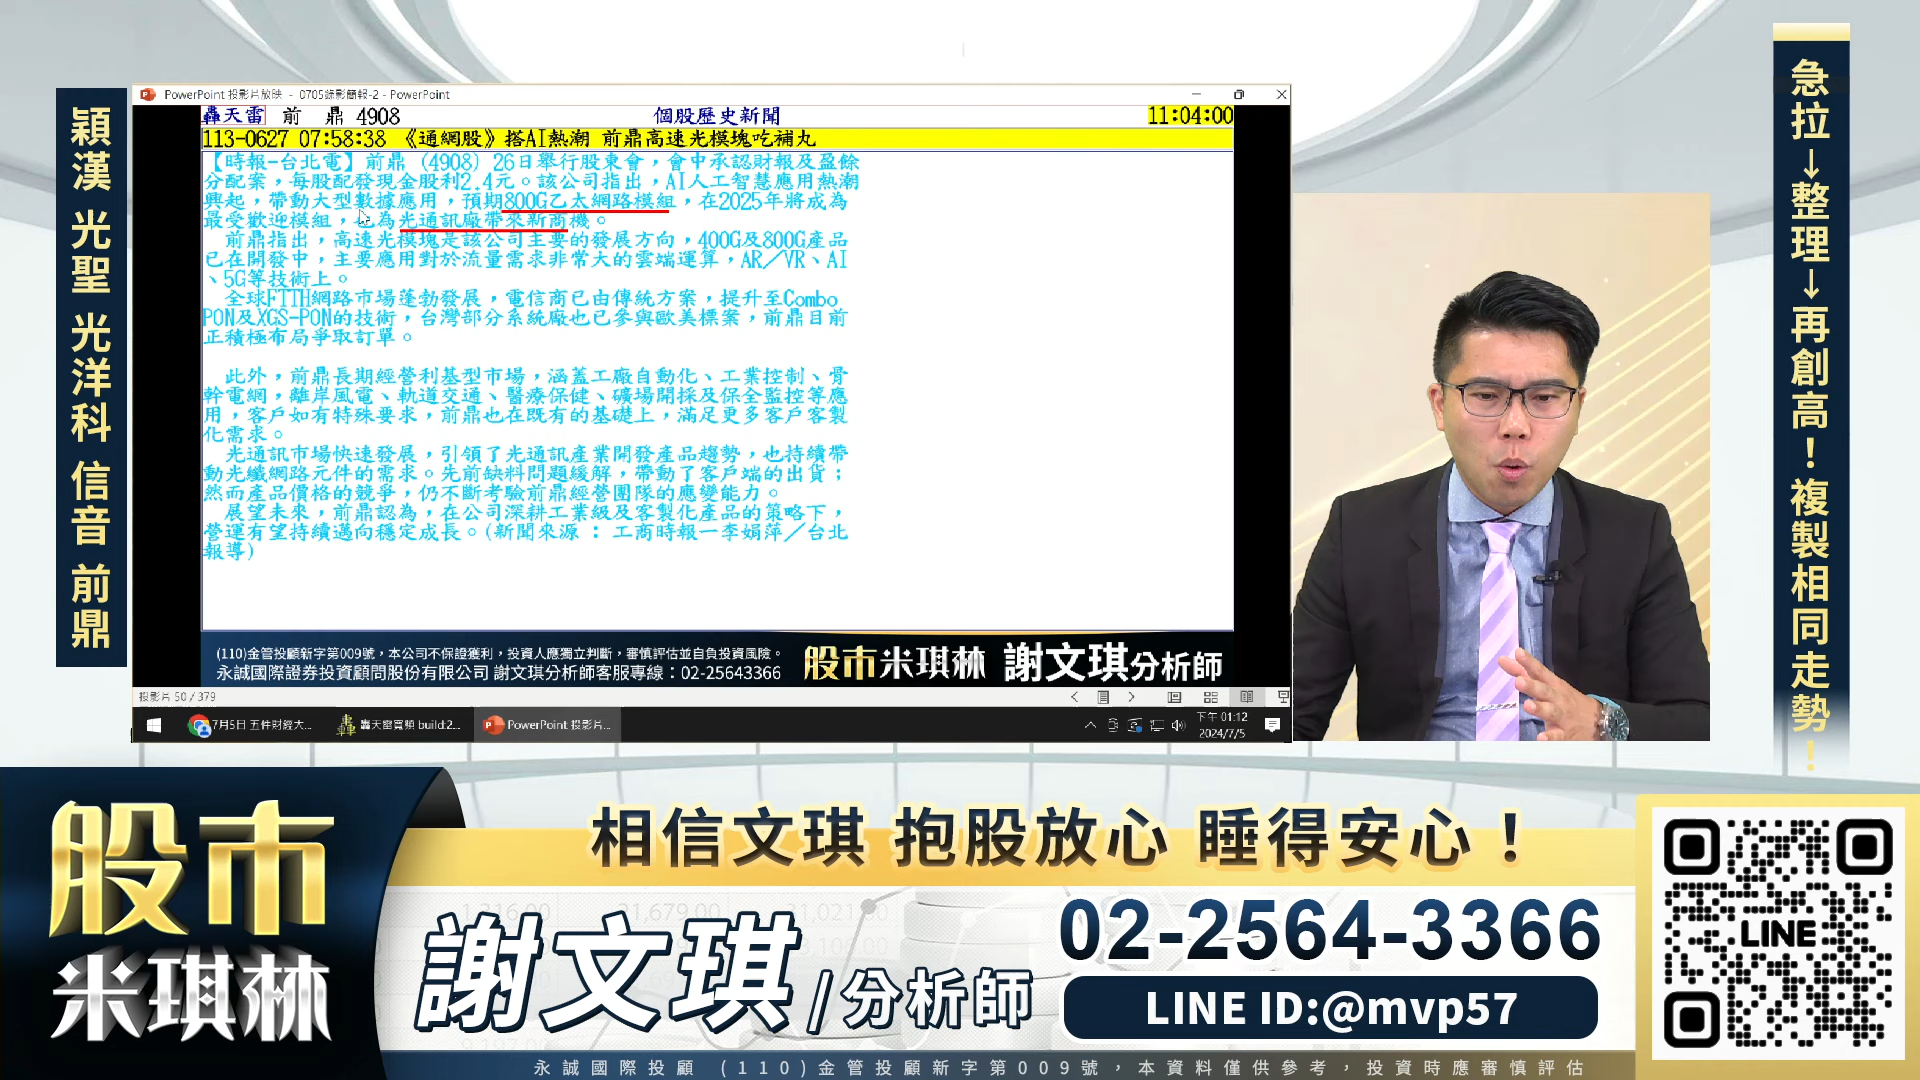 穎漢 光聖 光洋科 信音 前鼎
PowerPoint 投影片放映 - 0705錄影簡報-2 - PowerPoint
轟天雷 前 鼎 4908 個股歷史新聞 11:04:00
113-0627 07:58:38 《通網股》搭AI熱潮 前鼎高速光模塊吃補丸
【時報-台北電】前鼎 (4908) 26日舉行股東會，會中承認財報及盈餘
分配案，每股配發現金股利2.4元。該公司指出，AI人工智慧應用熱潮
興起，帶動大型數據應用，預期800G乙太網路模組，在2025年將成為
最受歡迎模組，也為光通訊廠帶來新商機。
前鼎指出，高速光模塊是該公司主要的發展方向，400G及800G產品
已在開發中，主要應用對於流量需求非常大的雲端運算，AR／VR、AI
、5G等技術上。
全球FTTH網路市場蓬勃發展，電信商已由傳統方案，提升至Combo
PON及XGS-PON的技術，台灣部分系統廠也已參與歐美標案，前鼎目前
正積極布局爭取訂單。
此外，前鼎長期經營利基型市場，涵蓋工廠自動化、工業控制、骨
幹電網，離岸風電、軌道交通、醫療保健、礦場開採及保全監控等應
用，客戶如有特殊要求，前鼎也在既有的基礎上，滿足更多客戶客製
化需求。
光通訊市場快速發展，引領了光通訊產業開發產品趨勢，也持續帶
動光纖網路元件的需求。先前缺料問題緩解，帶動了客戶端的出貨；
然而產品價格的競爭，仍不斷考驗前鼎經營團隊的應變能力。
展望未來，前鼎認為，在公司深耕工業級及客製化產品的策略下，
營運有望持續邁向穩定成長。(新聞來源 : 工商時報一李娟萍／台北
報導)
(110)金管投顧新字第009號，本公司不保證獲利，投資人應獨立判斷，審慎評估並自負投資風險。
永誠國際證券投資顧問股份有限公司 謝文琪分析師客服專線：02-25643366
股市米琪林 謝文琪分析師
投影片 50 / 379
7月5日 五件財經大... 轟天雷寬頻 build:2... PowerPoint 投影片...
下午 01:12
2024/7/5
急拉→整理→再創高！複製相同走勢！
股市
米琪林
相信文琪 抱股放心 睡得安心！
謝文琪/分析師
02-2564-3366
LINE ID:@mvp57
LINE
永誠國際投顧 (110)金管投顧新字第009號，本資料僅供參考，投資時應審慎評估